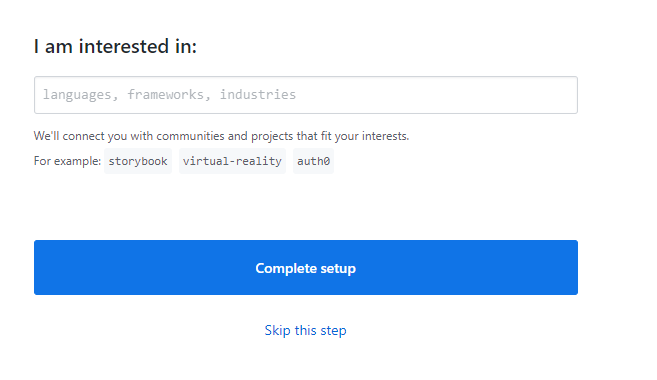 I am interested in:
languages, frameworks, industries
We'll connect you with communities and projects that fit your interests.
For example: storybook virtual-reality auth0
Complete setup
Skip this step